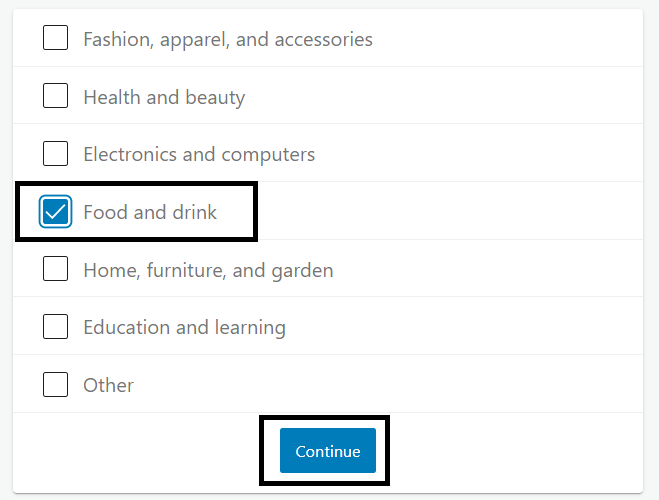 Fashion, apparel, and accessories
Health and beauty
Electronics and computers
Food and drink
Home, furniture, and garden
Education and learning
Other
Continue